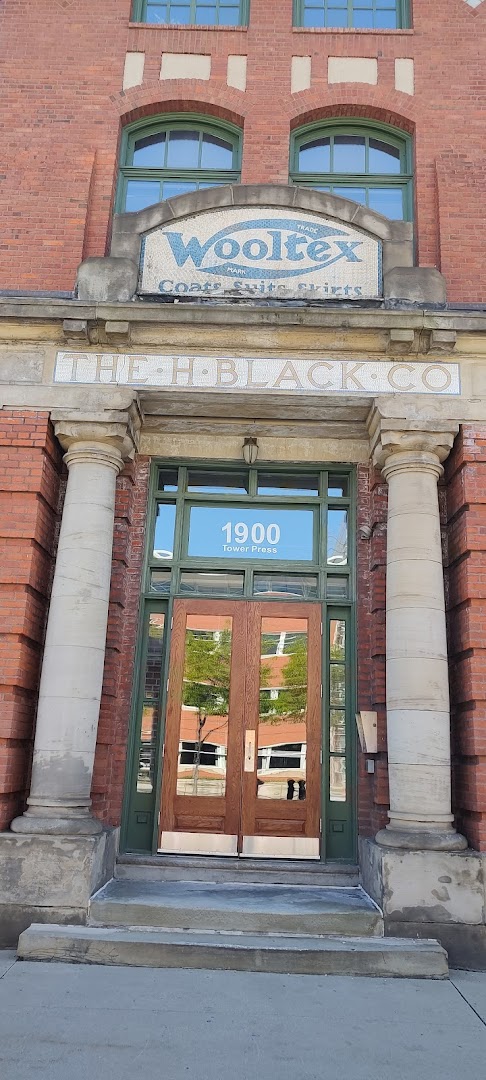 TRADE
Wooltex
MARK
Coats Suits Skirts
THE·H·BLACK·CO
1900
Tower Press